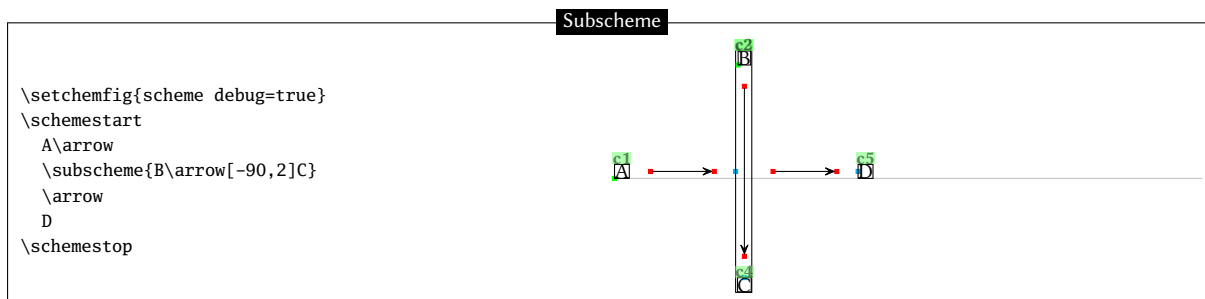 Subscheme
\setchemfig{scheme debug=true}
\schemestart
A\arrow
\subscheme{B\arrow[-90,2]C}
\arrow
D
\schemestop
c2
B
c1
A
c5
D
c4
C